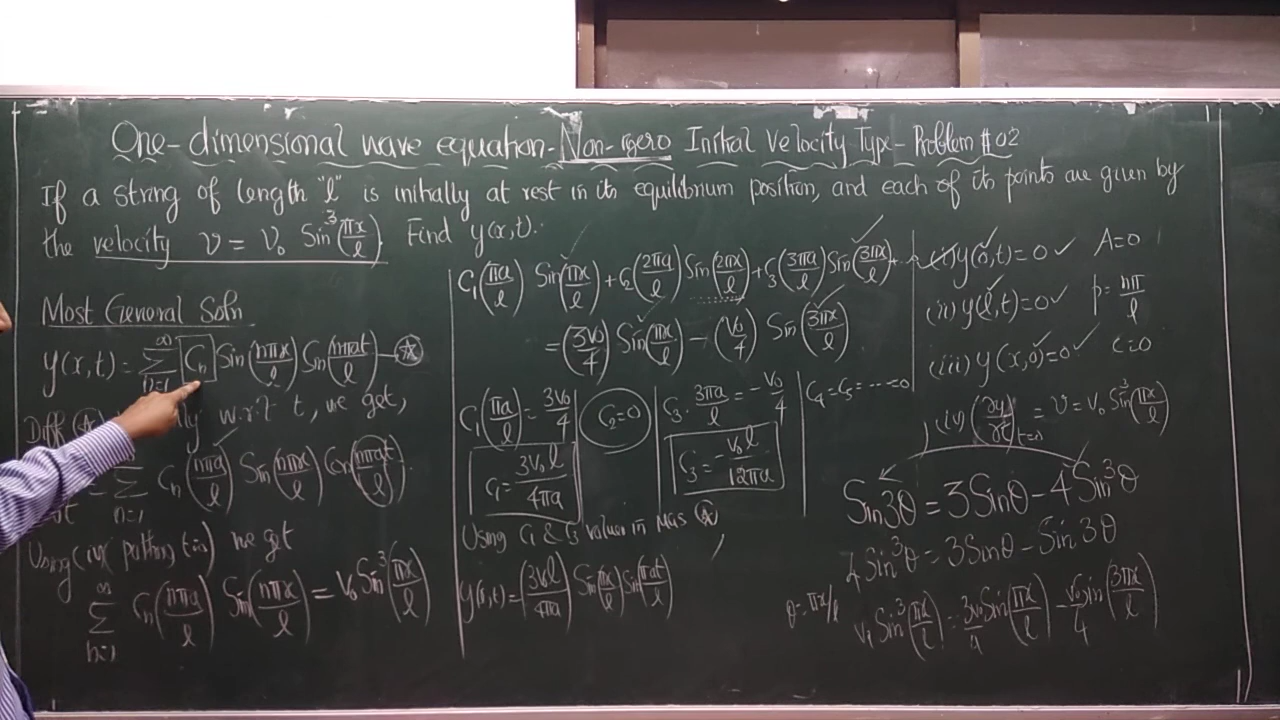 One-dimensional wave equation - Non-zero Initial Velocity Type - Problem #02
If a string of length "l" is initially at rest in its equilibrium position, and each of its points are given by
the velocity v = V₀ Sin³(πx/l). Find y(x,t).
Most General Soln
y(x,t) = ∑_{n=1}^{∞} Cₙ Sin(nπx/l) Sin(nπat/l) — ✡
Diff ✡ w.r.t t, we get,
∑_{n=1} Cₙ(nπa/l) Sin(nπx/l) Cos(nπat/l).
Using (iv) put t=0 we get
∑_{n=1}^{∞} Cₙ(nπa/l) Sin(nπx/l) = V₀ Sin³(πx/l)
C₁(πa/l) Sin(πx/l) + C₂(2πa/l) Sin(2πx/l) + C₃(3πa/l) Sin(3πx/l) + ..
= (3V₀/4) Sin(πx/l) − (V₀/4) Sin(3πx/l)
C₁(πa/l) = 3V₀/4
C₁ = 3V₀l/4πa
C₂=0
C₃·3πa/l = −V₀/4
C₃ = −V₀l/12πa
C₄ = C₅ = ---- = 0
Using C₁ & C₃ values in ✡,
y(x,t) = (3V₀l/4πa) Sin(πx/l) Sin(πat/l)
(i) y(0,t) = 0 ✓ A=0
(ii) y(l,t) = 0 ✓ p = nπ/l
(iii) y(x,0) = 0 ✓ C=0
(iv) (∂y/∂t)_{t=0} = v = V₀ Sin³(πx/l)
Sin3θ = 3Sinθ − 4Sin³θ
4Sin³θ = 3Sinθ − Sin3θ
θ = πx/l V₀ Sin³(πx/l) = 3V₀/4 Sin(πx/l) − V₀/4 Sin(3πx/l)